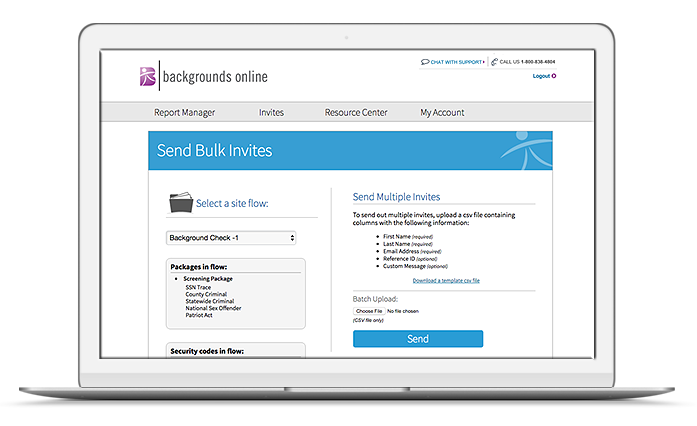 CHAT WITH SUPPORT
CALL US 1-800-838-4804
backgrounds online
Logout
Report Manager
Invites
Resource Center
My Account
Send Bulk Invites
Select a site flow:
Background Check -1
Packages in flow:
Screening Package
SSN Trace
County Criminal
Statewide Criminal
National Sex Offender
Patriot Act
Security codes in flow:
Send Multiple Invites
To send out multiple invites, upload a csv file containing
columns with the following information:
First Name (required)
Last Name (required)
Email Address (required)
Reference ID (optional)
Custom Message (optional)
Download a template csv file
Batch Upload:
Choose File No file chosen
(CSV file only)
Send